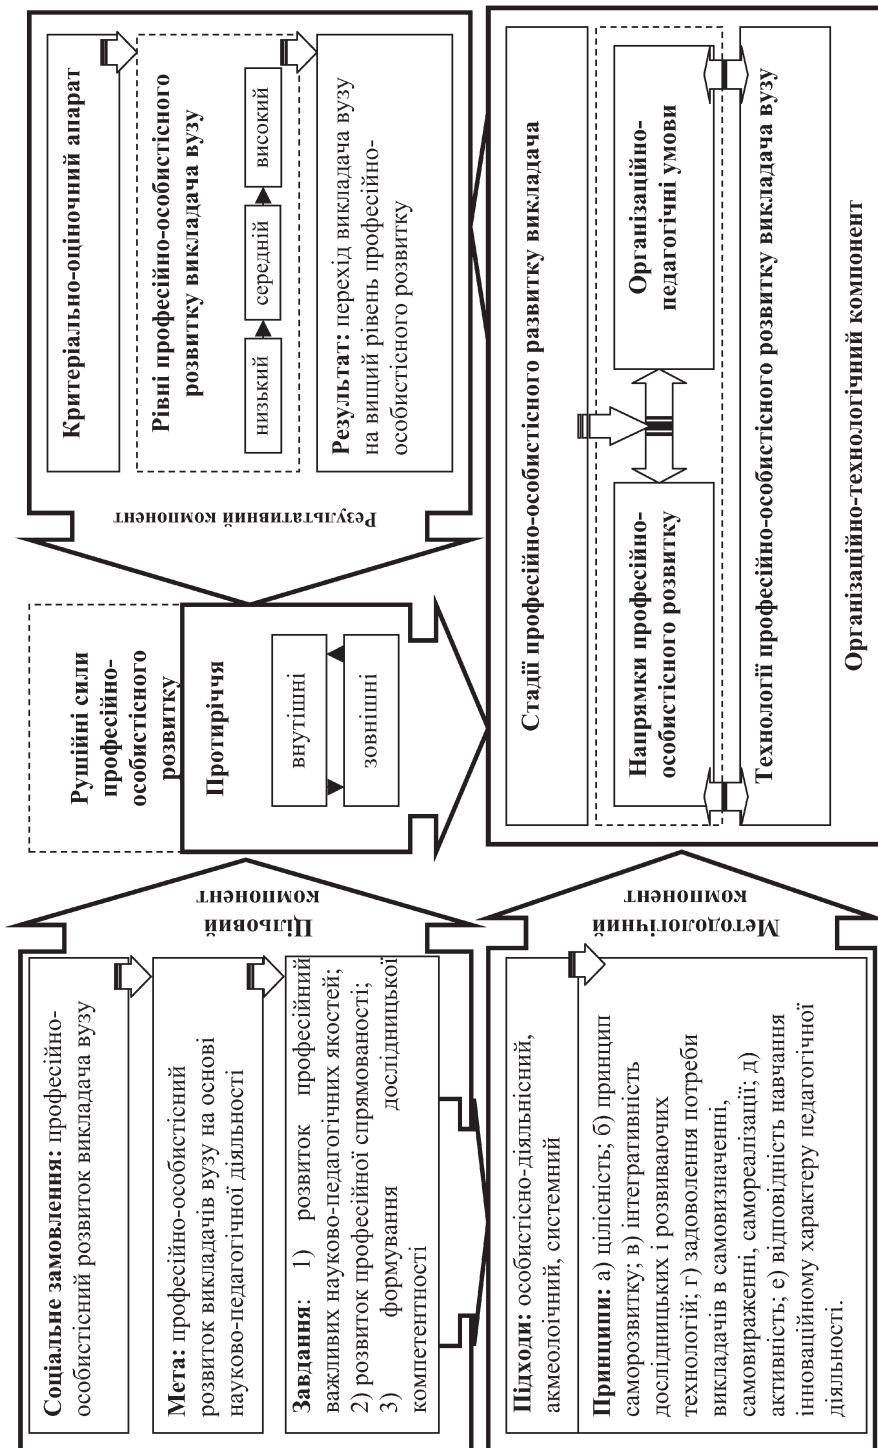 Соціальне замовлення: професійно-
особистісний розвиток викладача вузу
Мета: професійно-особистісний
розвиток викладачів вузу на основі
науково-педагогічної діяльності
Завдання: 1) розвиток професійний
важливих науково-педагогічних якостей;
2) розвиток професійної спрямованості;
3) формування дослідницької
компетентності
Цільовий
компонент
Рушійні сили
професійно-
особистісного
розвитку
Протиріччя
внутішні
зовнішні
Критеріально-оціночний апарат
Рівні професійно-особистісного
розвитку викладача вузу
низький
середній
високий
Результат: перехід викладача вузу
на вищий рівень професійно-
особистісного розвитку
Результативний компонент
Підходи: особистісно-діяльнісний,
акмеолоічний, системний
Принципи: а) цілісність; б) принцип
саморозвитку; в) інтегративність
дослідницьких і розвиваючих
технологій; г) задоволення потреби
викладачів в самовизначенні,
самовираженні, самореалізації; д)
активність; е) відповідність навчання
інноваційному характеру педагогічної
діяльності.
Методологічний
компонент
Стадії професійно-особистісного развитку викладача
Напрямки професійно-
особистісного розвитку
Організаційно-
педагогічні умови
Технології професійно-особистісного розвитку викладача вузу
Організаційно-технологічний компонент